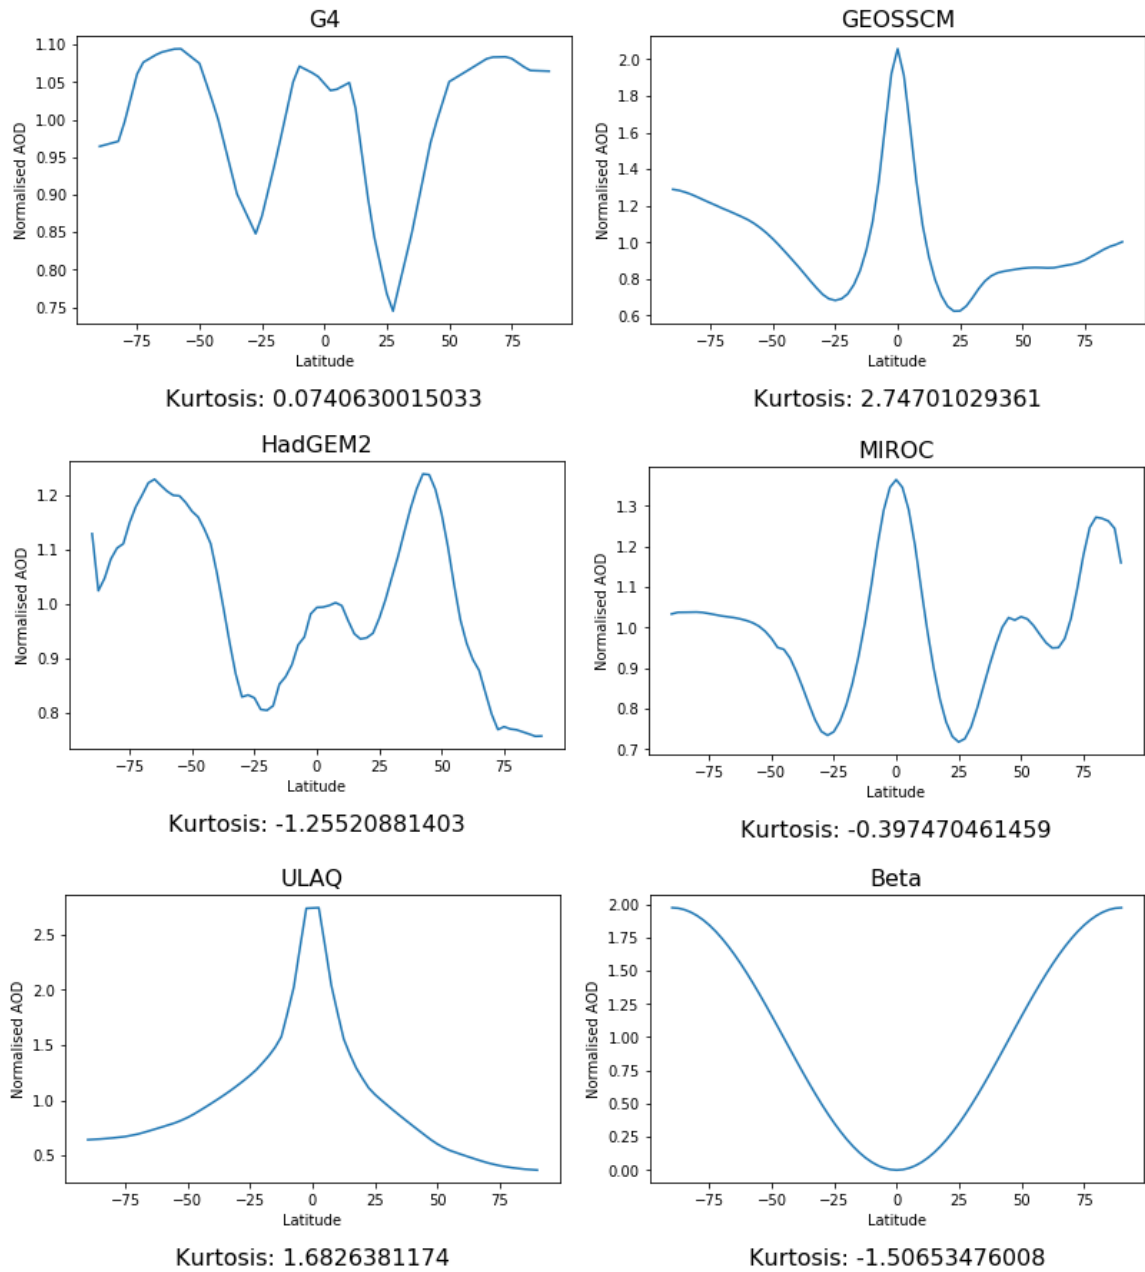 G4
Normalised AOD
1.10
1.05
1.00
0.95
0.90
0.85
0.80
0.75
−75 −50 −25 0 25 50 75
Latitude
Kurtosis: 0.0740630015033
GEOSSCM
Normalised AOD
2.0
1.8
1.6
1.4
1.2
1.0
0.8
0.6
−75 −50 −25 0 25 50 75
Latitude
Kurtosis: 2.74701029361
HadGEM2
Normalised AOD
1.2
1.1
1.0
0.9
0.8
−75 −50 −25 0 25 50 75
Latitude
Kurtosis: -1.25520881403
MIROC
Normalised AOD
1.3
1.2
1.1
1.0
0.9
0.8
0.7
−75 −50 −25 0 25 50 75
Latitude
Kurtosis: -0.397470461459
ULAQ
Normalised AOD
2.5
2.0
1.5
1.0
0.5
−75 −50 −25 0 25 50 75
Latitude
Kurtosis: 1.6826381174
Beta
Normalised AOD
2.00
1.75
1.50
1.25
1.00
0.75
0.50
0.25
0.00
−75 −50 −25 0 25 50 75
Latitude
Kurtosis: -1.50653476008